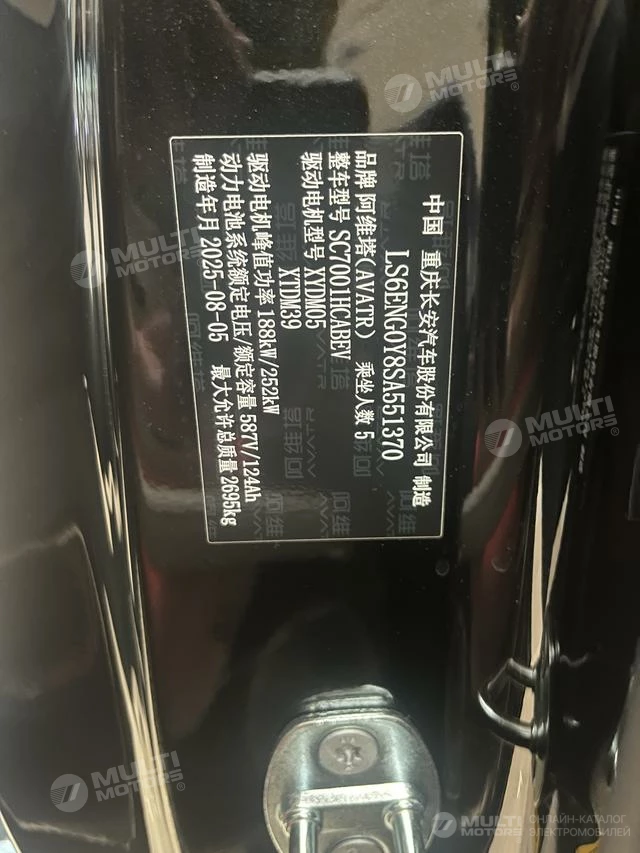 中国 重庆长安汽车股份有限公司 制造
LS6ENG0Y8SA551370
品牌 阿维塔(AVATR) 乘坐人数 5
整车型号 SC7001HCABEV
驱动电机型号 XYDM05
XTDM39
驱动电机峰值功率 188kW/252kW
动力电池系统额定电压/额定容量 587V/124Ah
制造年月 2025-08-05 最大允许总质量 2695kg
MULTI MOTORS®
MULTI MOTORS®
MULTI MOTORS®
MULTI MOTORS®
MULTI MOTORS
ОНЛАЙН-КАТАЛОГ
ЭЛЕКТРОМОБИЛЕЙ